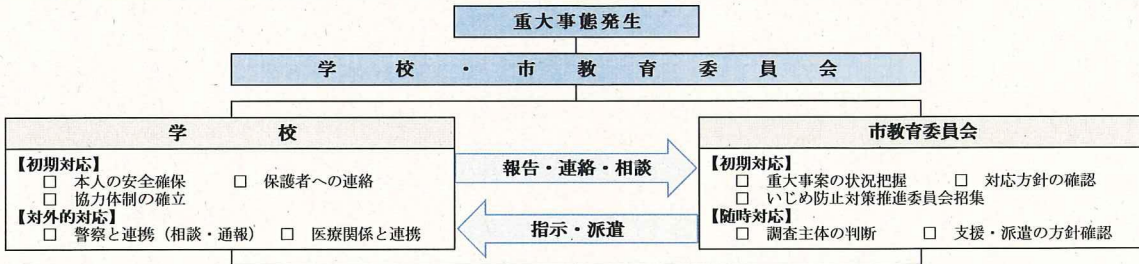 重大事態発生
学校・市教育委員会
学校
【初期対応】
□ 本人の安全確保 □ 保護者への連絡
□ 協力体制の確立
【対外的対応】
□ 警察と連携（相談・通報） □ 医療関係と連携
報告・連絡・相談
指示・派遣
市教育委員会
【初期対応】
□ 重大事案の状況把握 □ 対応方針の確認
□ いじめ防止対策推進委員会招集
【随時対応】
□ 調査主体の判断 □ 支援・派遣の方針確認